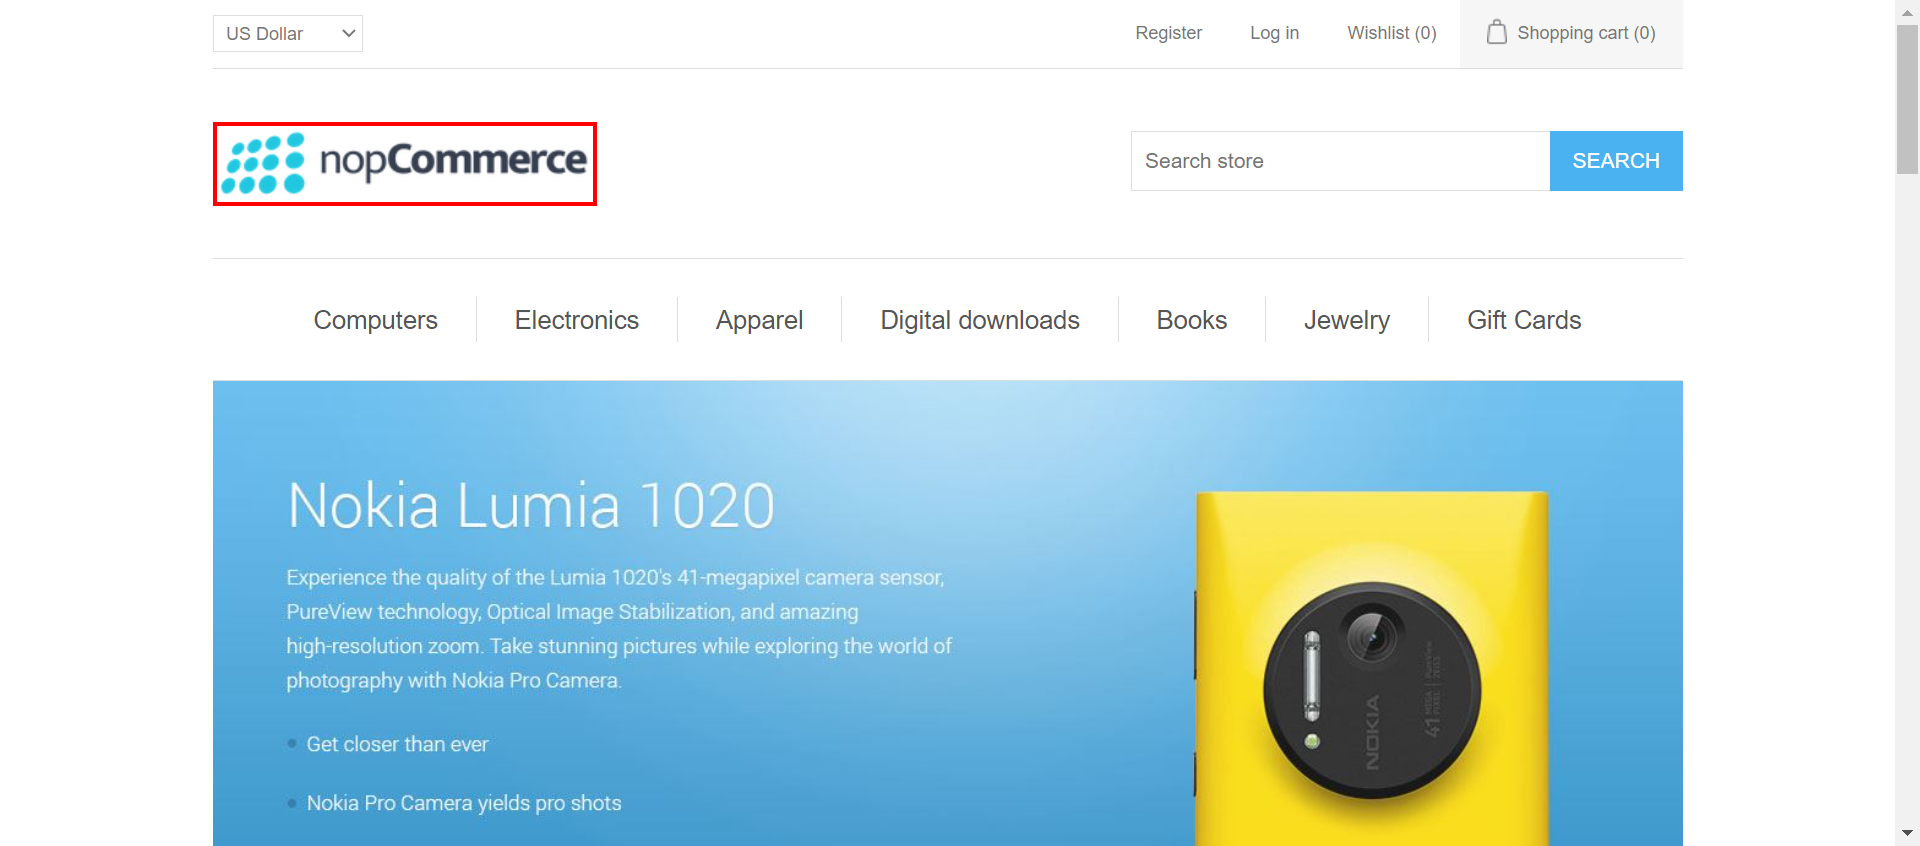 US Dollar
Register
Log in
Wishlist (0)
Shopping cart (0)
nopCommerce
Search store
SEARCH
Computers
Electronics
Apparel
Digital downloads
Books
Jewelry
Gift Cards
Nokia Lumia 1020
Experience the quality of the Lumia 1020's 41-megapixel camera sensor,
PureView technology, Optical Image Stabilization, and amazing
high-resolution zoom. Take stunning pictures while exploring the world of
photography with Nokia Pro Camera.
Get closer than ever
Nokia Pro Camera yields pro shots
NOKIA
41 MEGA PIXEL